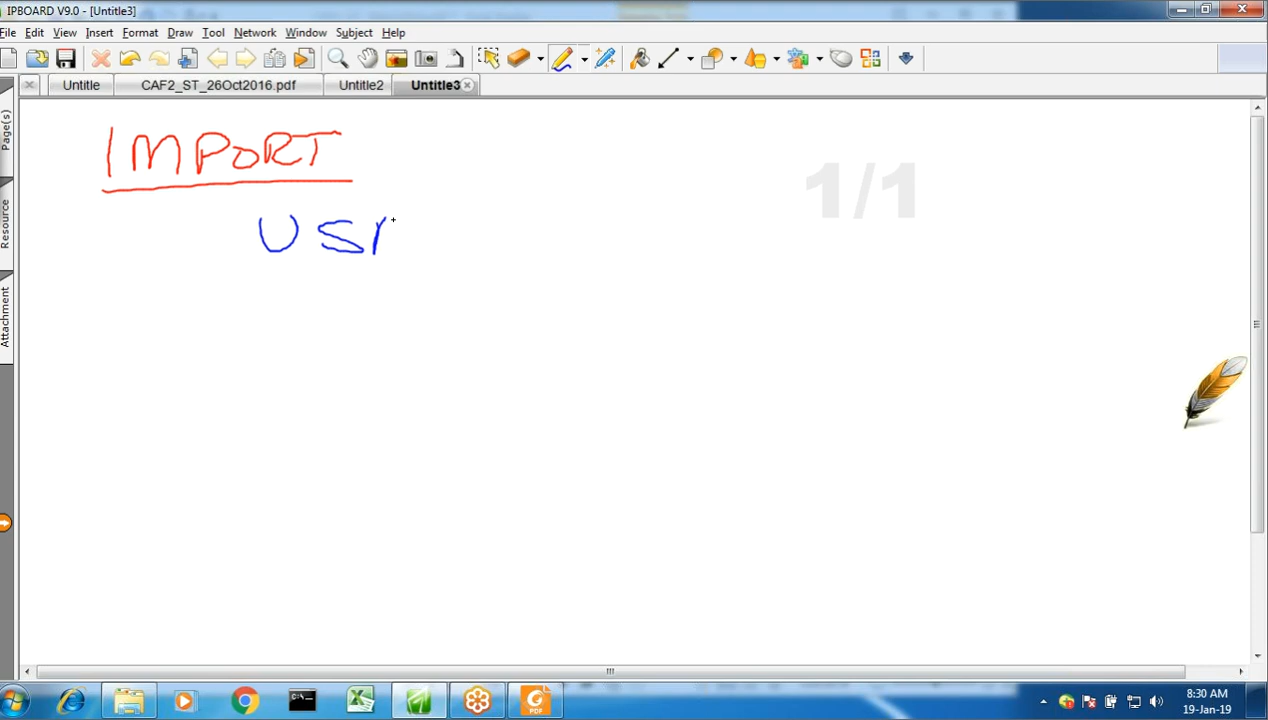 IPBOARD V9.0 - [Untitle3]
File Edit View Insert Format Draw Tool Network Window Subject Help
Untitle CAF2_ST_26Oct2016.pdf Untitle2 Untitle3
Page(s)
Resource
Attachment
IMPORT
1/1
US
8:30 AM
19-Jan-19